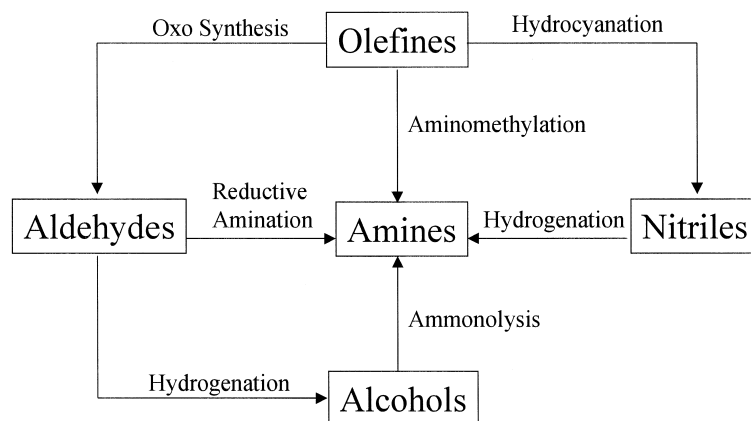 Oxo Synthesis
Olefines
Hydrocyanation
Aminomethylation
Reductive
Amination
Aldehydes
Amines
Hydrogenation
Nitriles
Ammonolysis
Hydrogenation
Alcohols